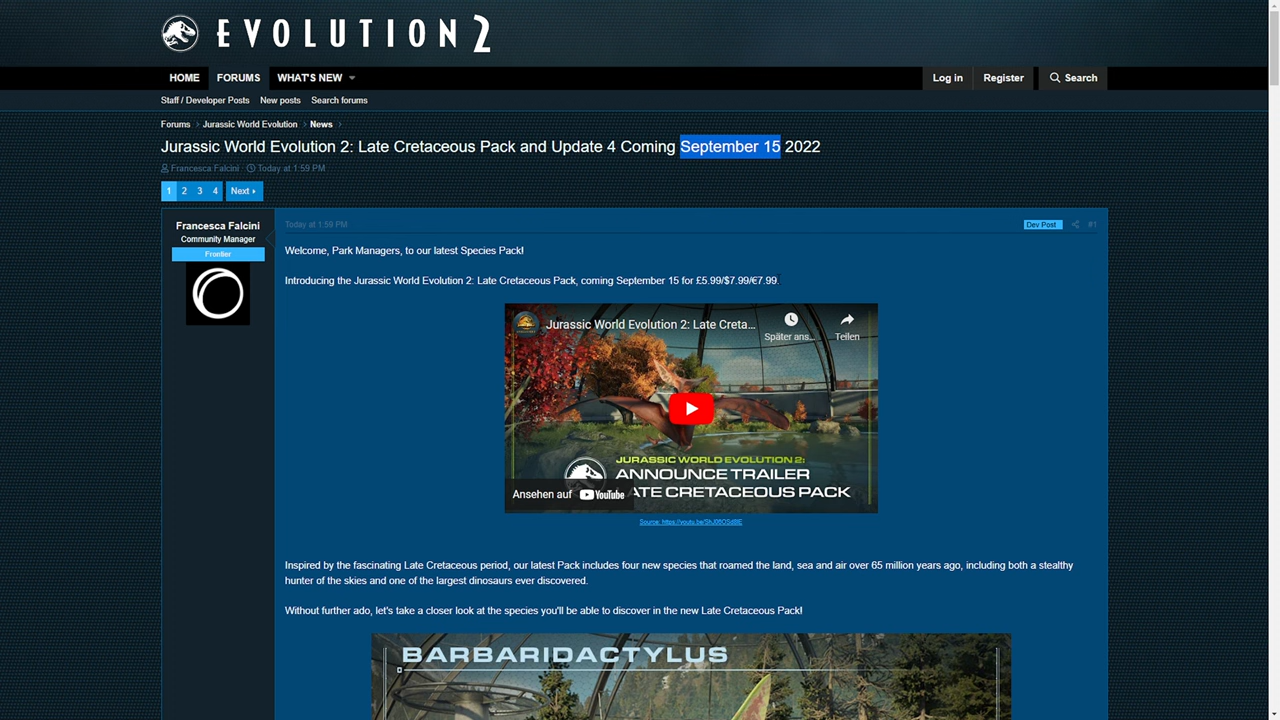 EVOLUTION 2
HOME FORUMS WHAT'S NEW Log in Register Search
Staff / Developer Posts New posts Search forums
Forums Jurassic World Evolution News
Jurassic World Evolution 2: Late Cretaceous Pack and Update 4 Coming September 15 2022
Francesca Falcini · Today at 1:59 PM
1 2 3 4 Next
Francesca Falcini
Community Manager
Frontier
Today at 1:59 PM Dev Post #1
Welcome, Park Managers, to our latest Species Pack!
Introducing the Jurassic World Evolution 2: Late Cretaceous Pack, coming September 15 for £5.99/$7.99/€7.99.
Jurassic World Evolution 2: Late Creta...
Später ans... Teilen
JURASSIC WORLD EVOLUTION 2:
ANNOUNCE TRAILER
ATE CRETACEOUS PACK
Ansehen auf YouTube
Inspired by the fascinating Late Cretaceous period, our latest Pack includes four new species that roamed the land, sea and air over 65 million years ago, including both a stealthy
hunter of the skies and one of the largest dinosaurs ever discovered.
Without further ado, let's take a closer look at the species you'll be able to discover in the new Late Cretaceous Pack!
BARBARIDACTYLUS